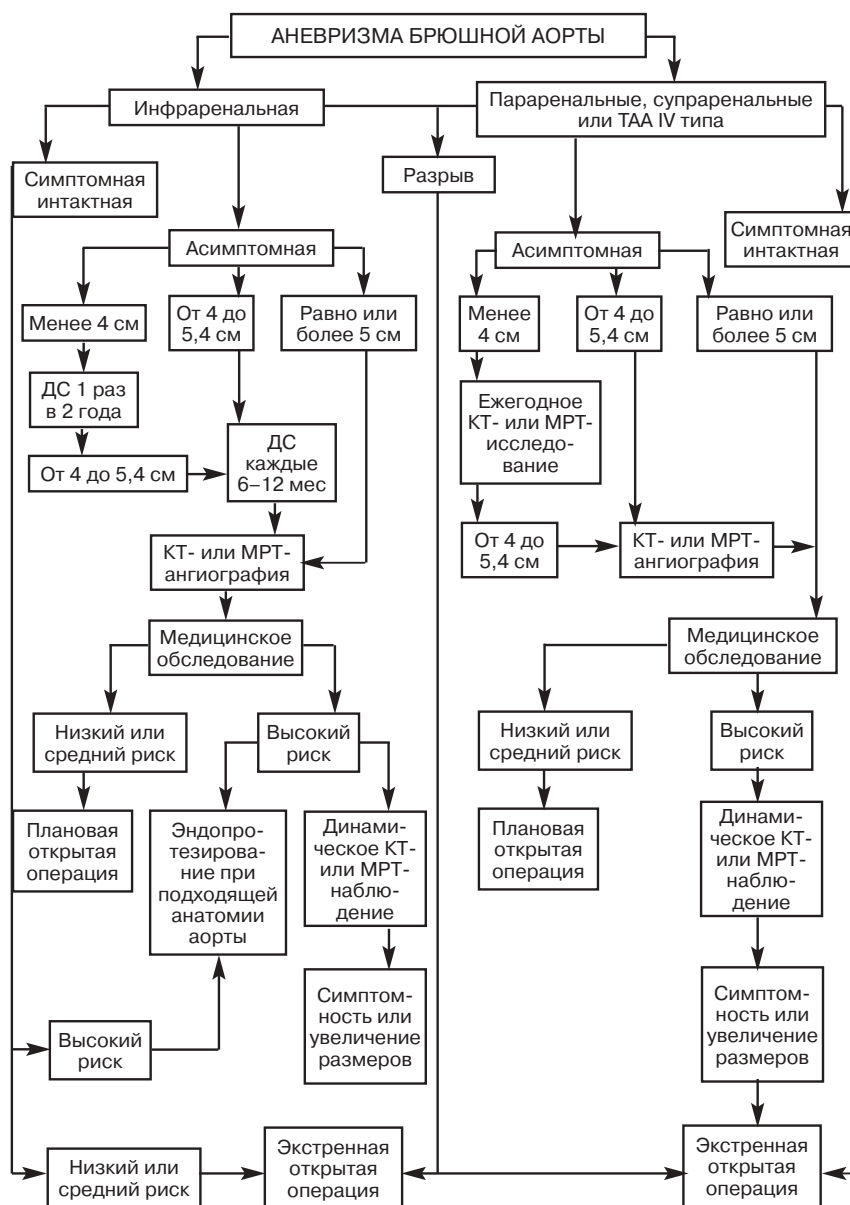 АНЕВРИЗМА БРЮШНОЙ АОРТЫ
Инфраренальная
Параренальные, супраренальные
или ТАА IV типа
Симптомная
интактная
Разрыв
Симптомная
интактная
Асимптомная
Асимптомная
Менее 4 см
От 4 до
5,4 см
Равно или
более 5 см
Менее
4 см
От 4 до
5,4 см
Равно или
более 5 см
ДС 1 раз
в 2 года
Ежегодное
КТ- или МРТ-
исследо-
вание
От 4 до 5,4 см
ДС
каждые
6–12 мес
От 4 до
5,4 см
КТ- или МРТ-
ангиография
КТ- или МРТ-
ангиография
Медицинское
обследование
Медицинское
обследование
Низкий или
средний риск
Высокий
риск
Низкий или
средний риск
Высокий
риск
Плановая
открытая
операция
Эндопро-
тезирова-
ние при
подходящей
анатомии
аорты
Динами-
ческое КТ-
или МРТ-
наблю-
дение
Плановая
открытая
операция
Динами-
ческое КТ-
или МРТ-
наблю-
дение
Симптом-
ность или
увеличение
размеров
Симптом-
ность или
увеличение
размеров
Высокий
риск
Низкий или
средний риск
Экстренная
открытая
операция
Экстренная
открытая
операция